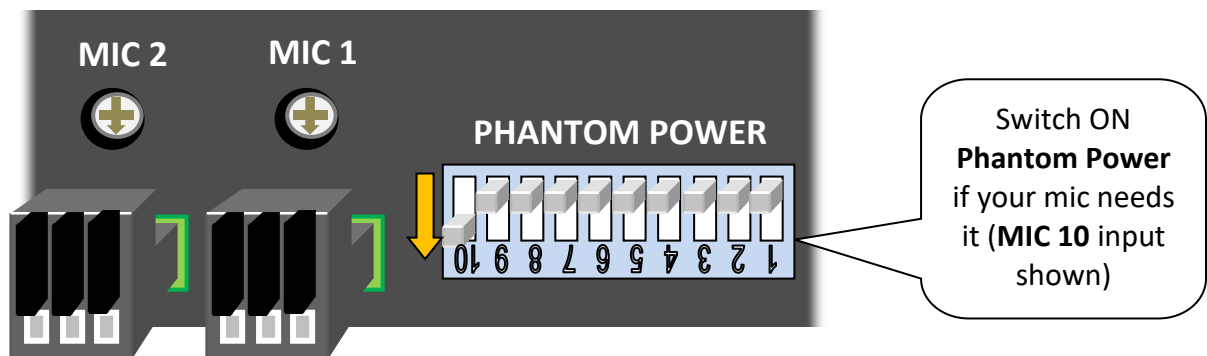 MIC 2
MIC 1
PHANTOM POWER
10 9 8 7 6 5 4 3 2 1
Switch ON
Phantom Power
if your mic needs
it (MIC 10 input
shown)